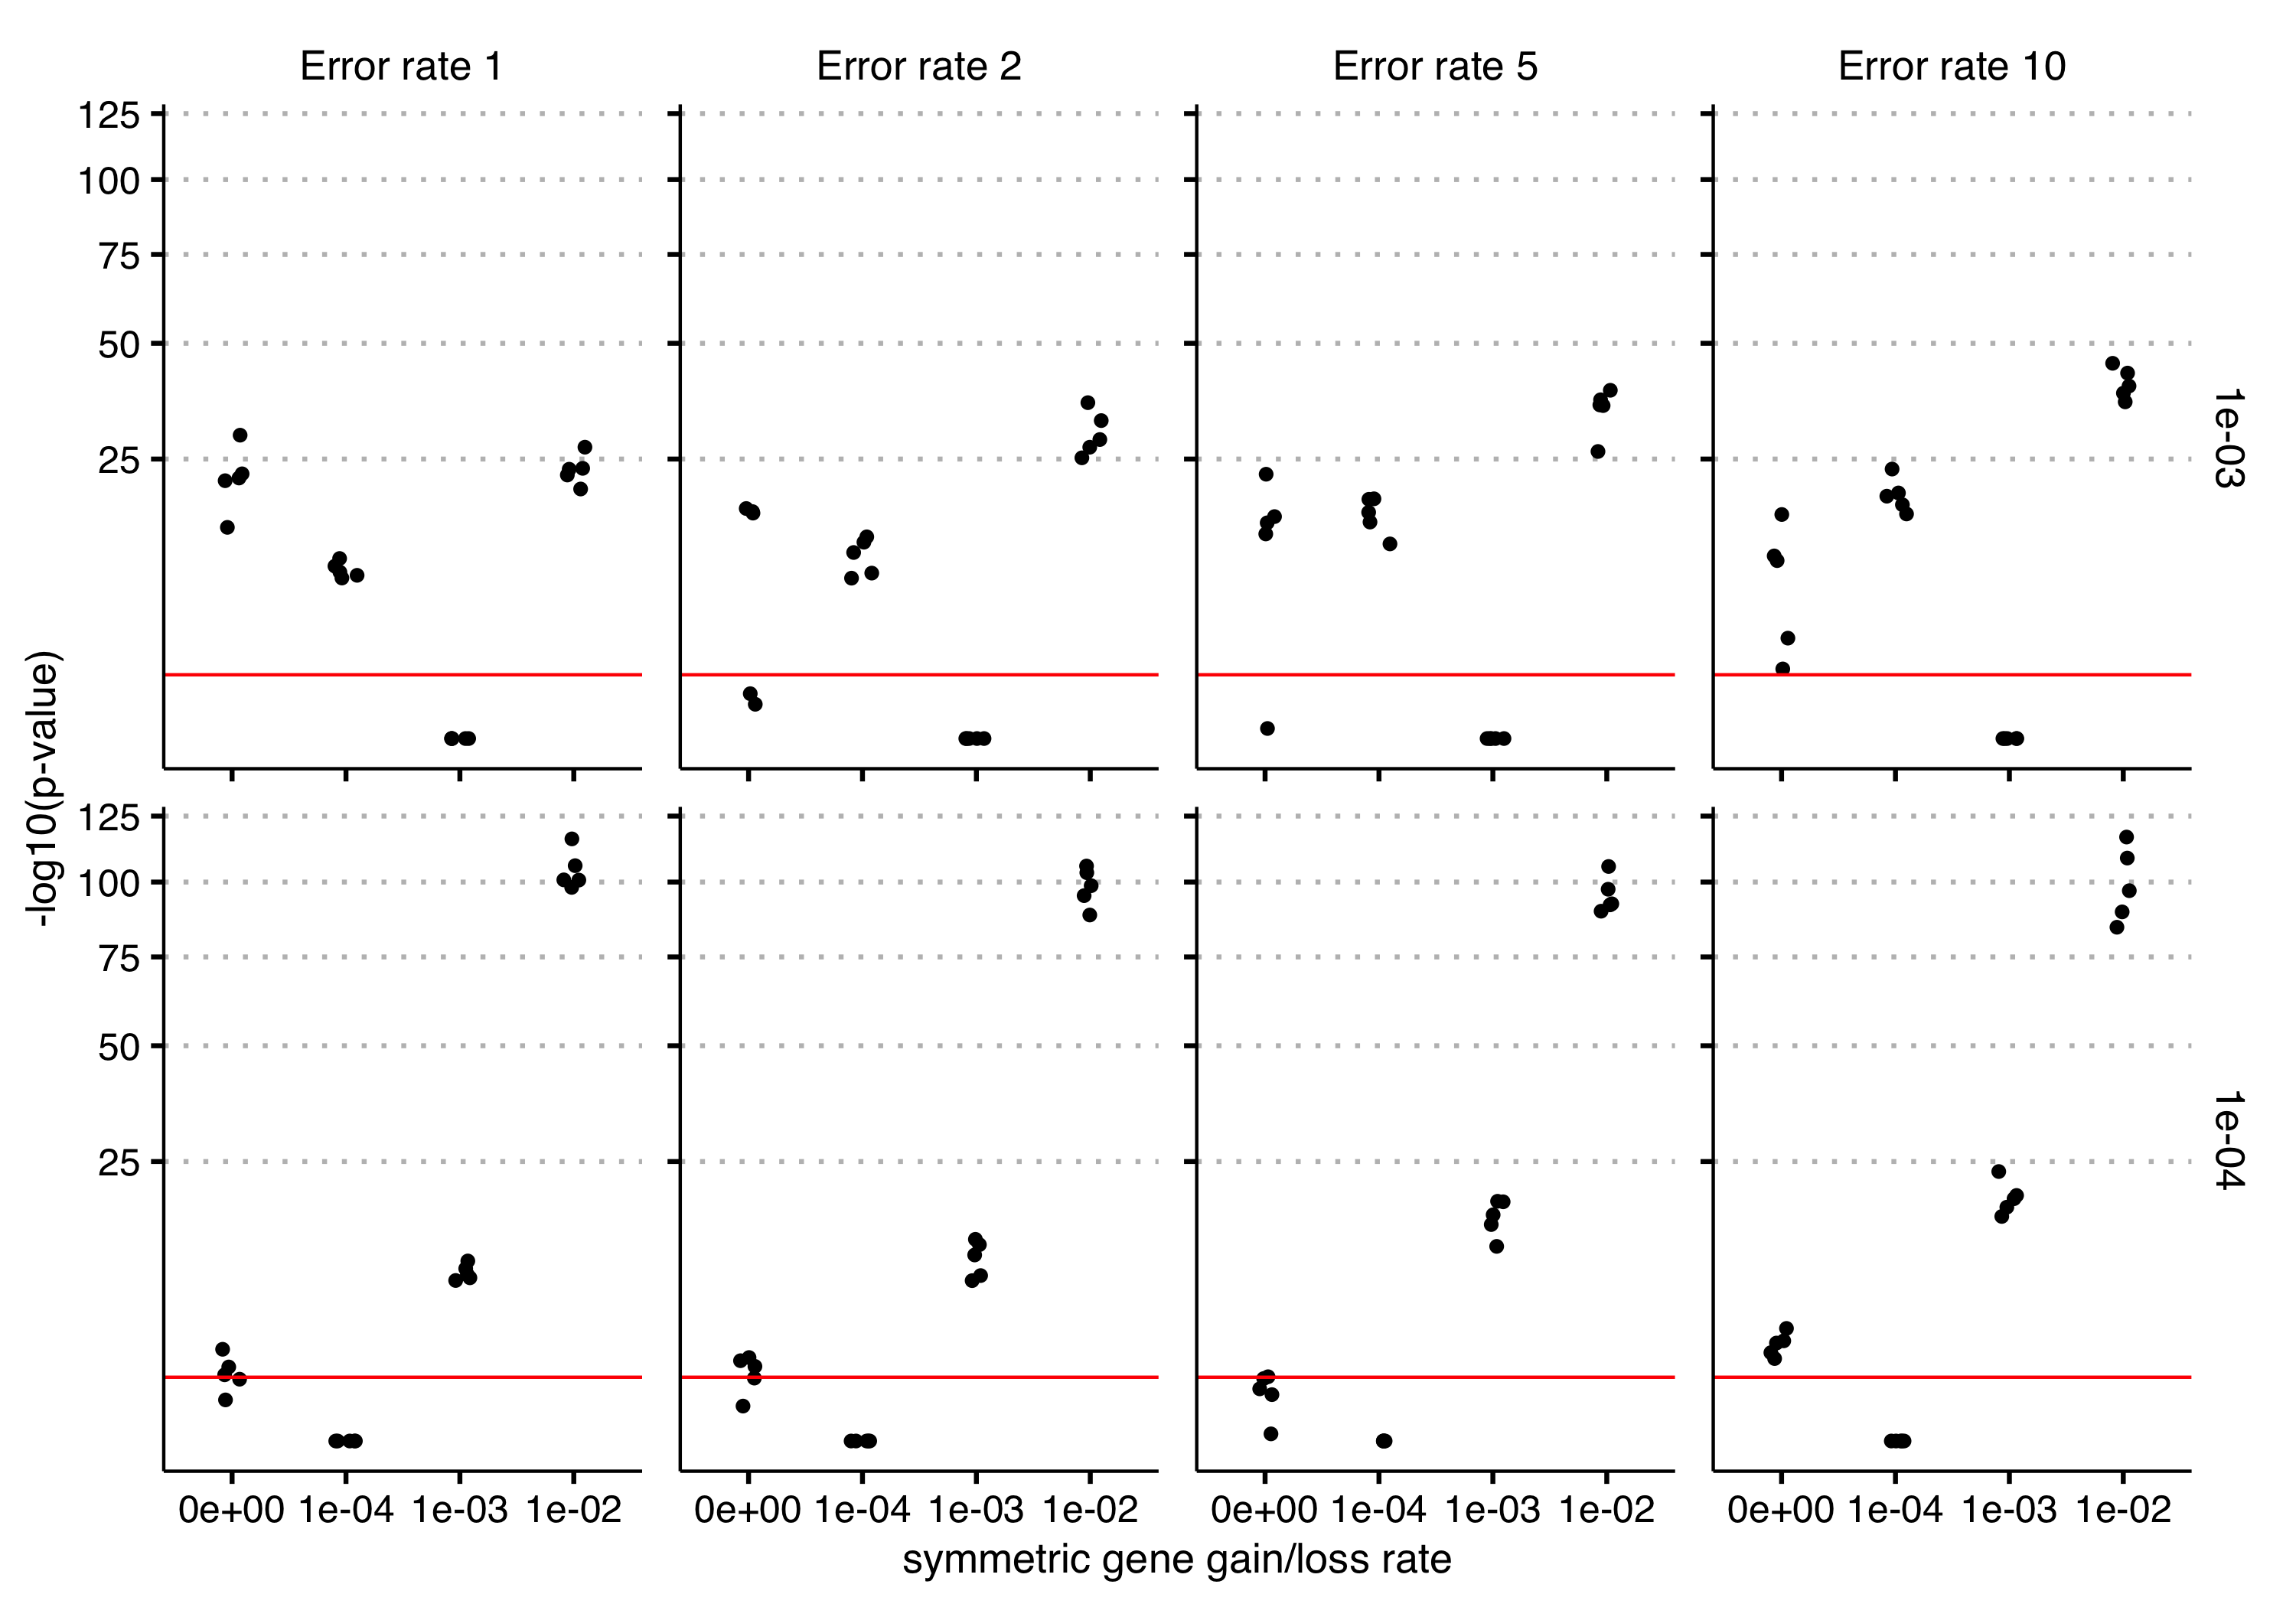 Error rate 1
Error rate 2
Error rate 5
Error rate 10
125
100
75
50
25
1e-03
-log10(p-value)
125
100
75
50
25
1e-04
0e+00 1e-04 1e-03 1e-02
0e+00 1e-04 1e-03 1e-02
0e+00 1e-04 1e-03 1e-02
0e+00 1e-04 1e-03 1e-02
symmetric gene gain/loss rate